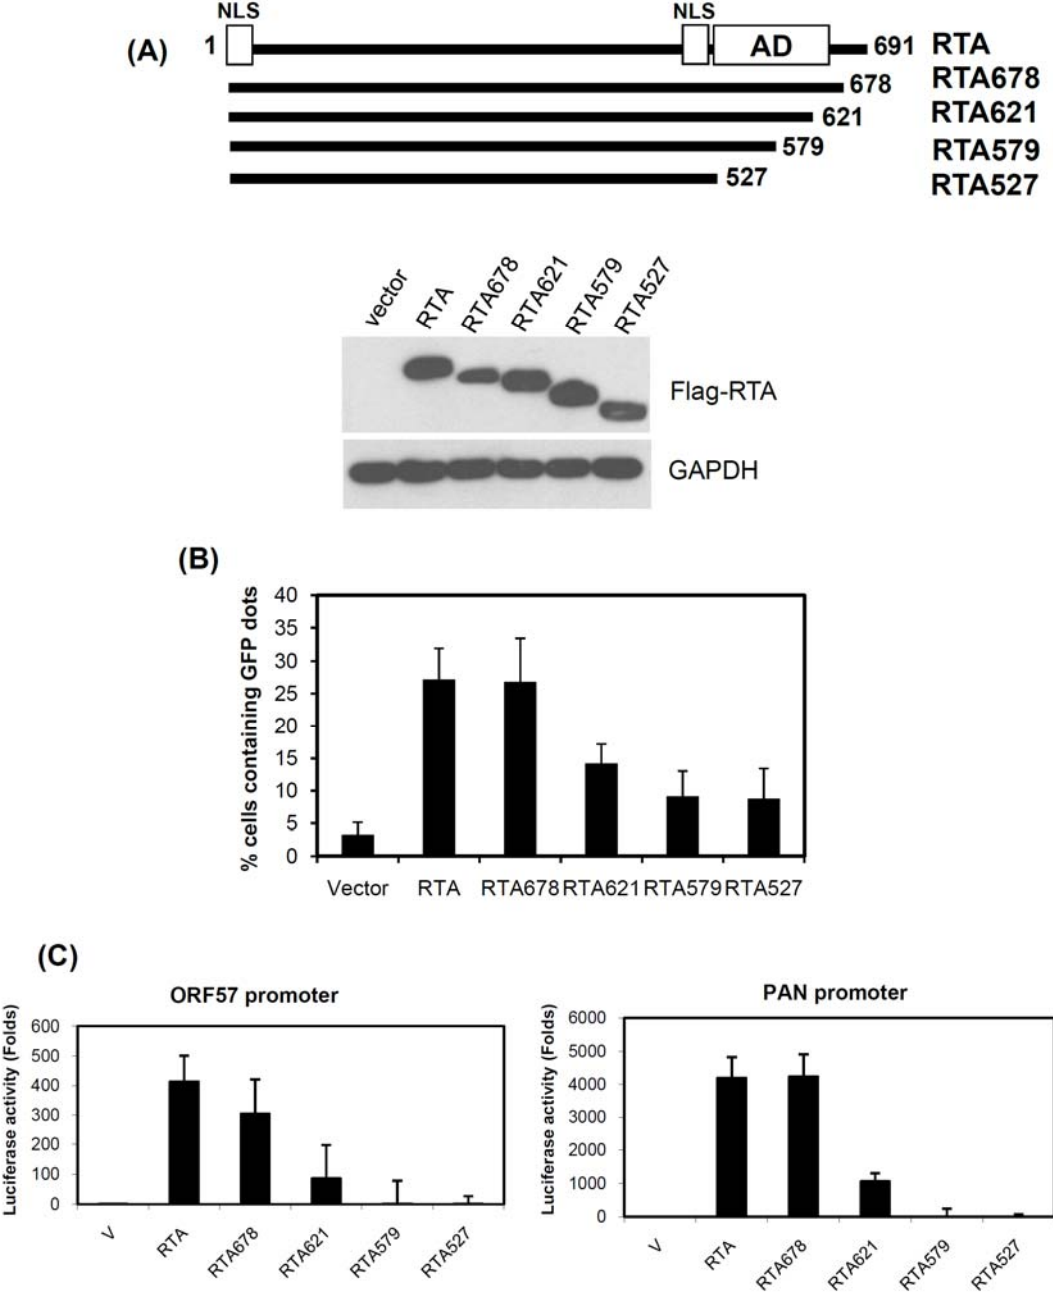 NLS NLS
(A) 1 AD 691 RTA
678 RTA678
621 RTA621
579 RTA579
527 RTA527
vector RTA RTA678 RTA621 RTA579 RTA527
Flag-RTA
GAPDH
(B)
% cells containing GFP dots
40
35
30
25
20
15
10
5
0
Vector RTA RTA678 RTA621 RTA579 RTA527
(C)
ORF57 promoter
Luciferase activity (Folds)
600
500
400
300
200
100
0
V RTA RTA678 RTA621 RTA579 RTA527
PAN promoter
Luciferase activity (Folds)
6000
5000
4000
3000
2000
1000
0
V RTA RTA678 RTA621 RTA579 RTA527